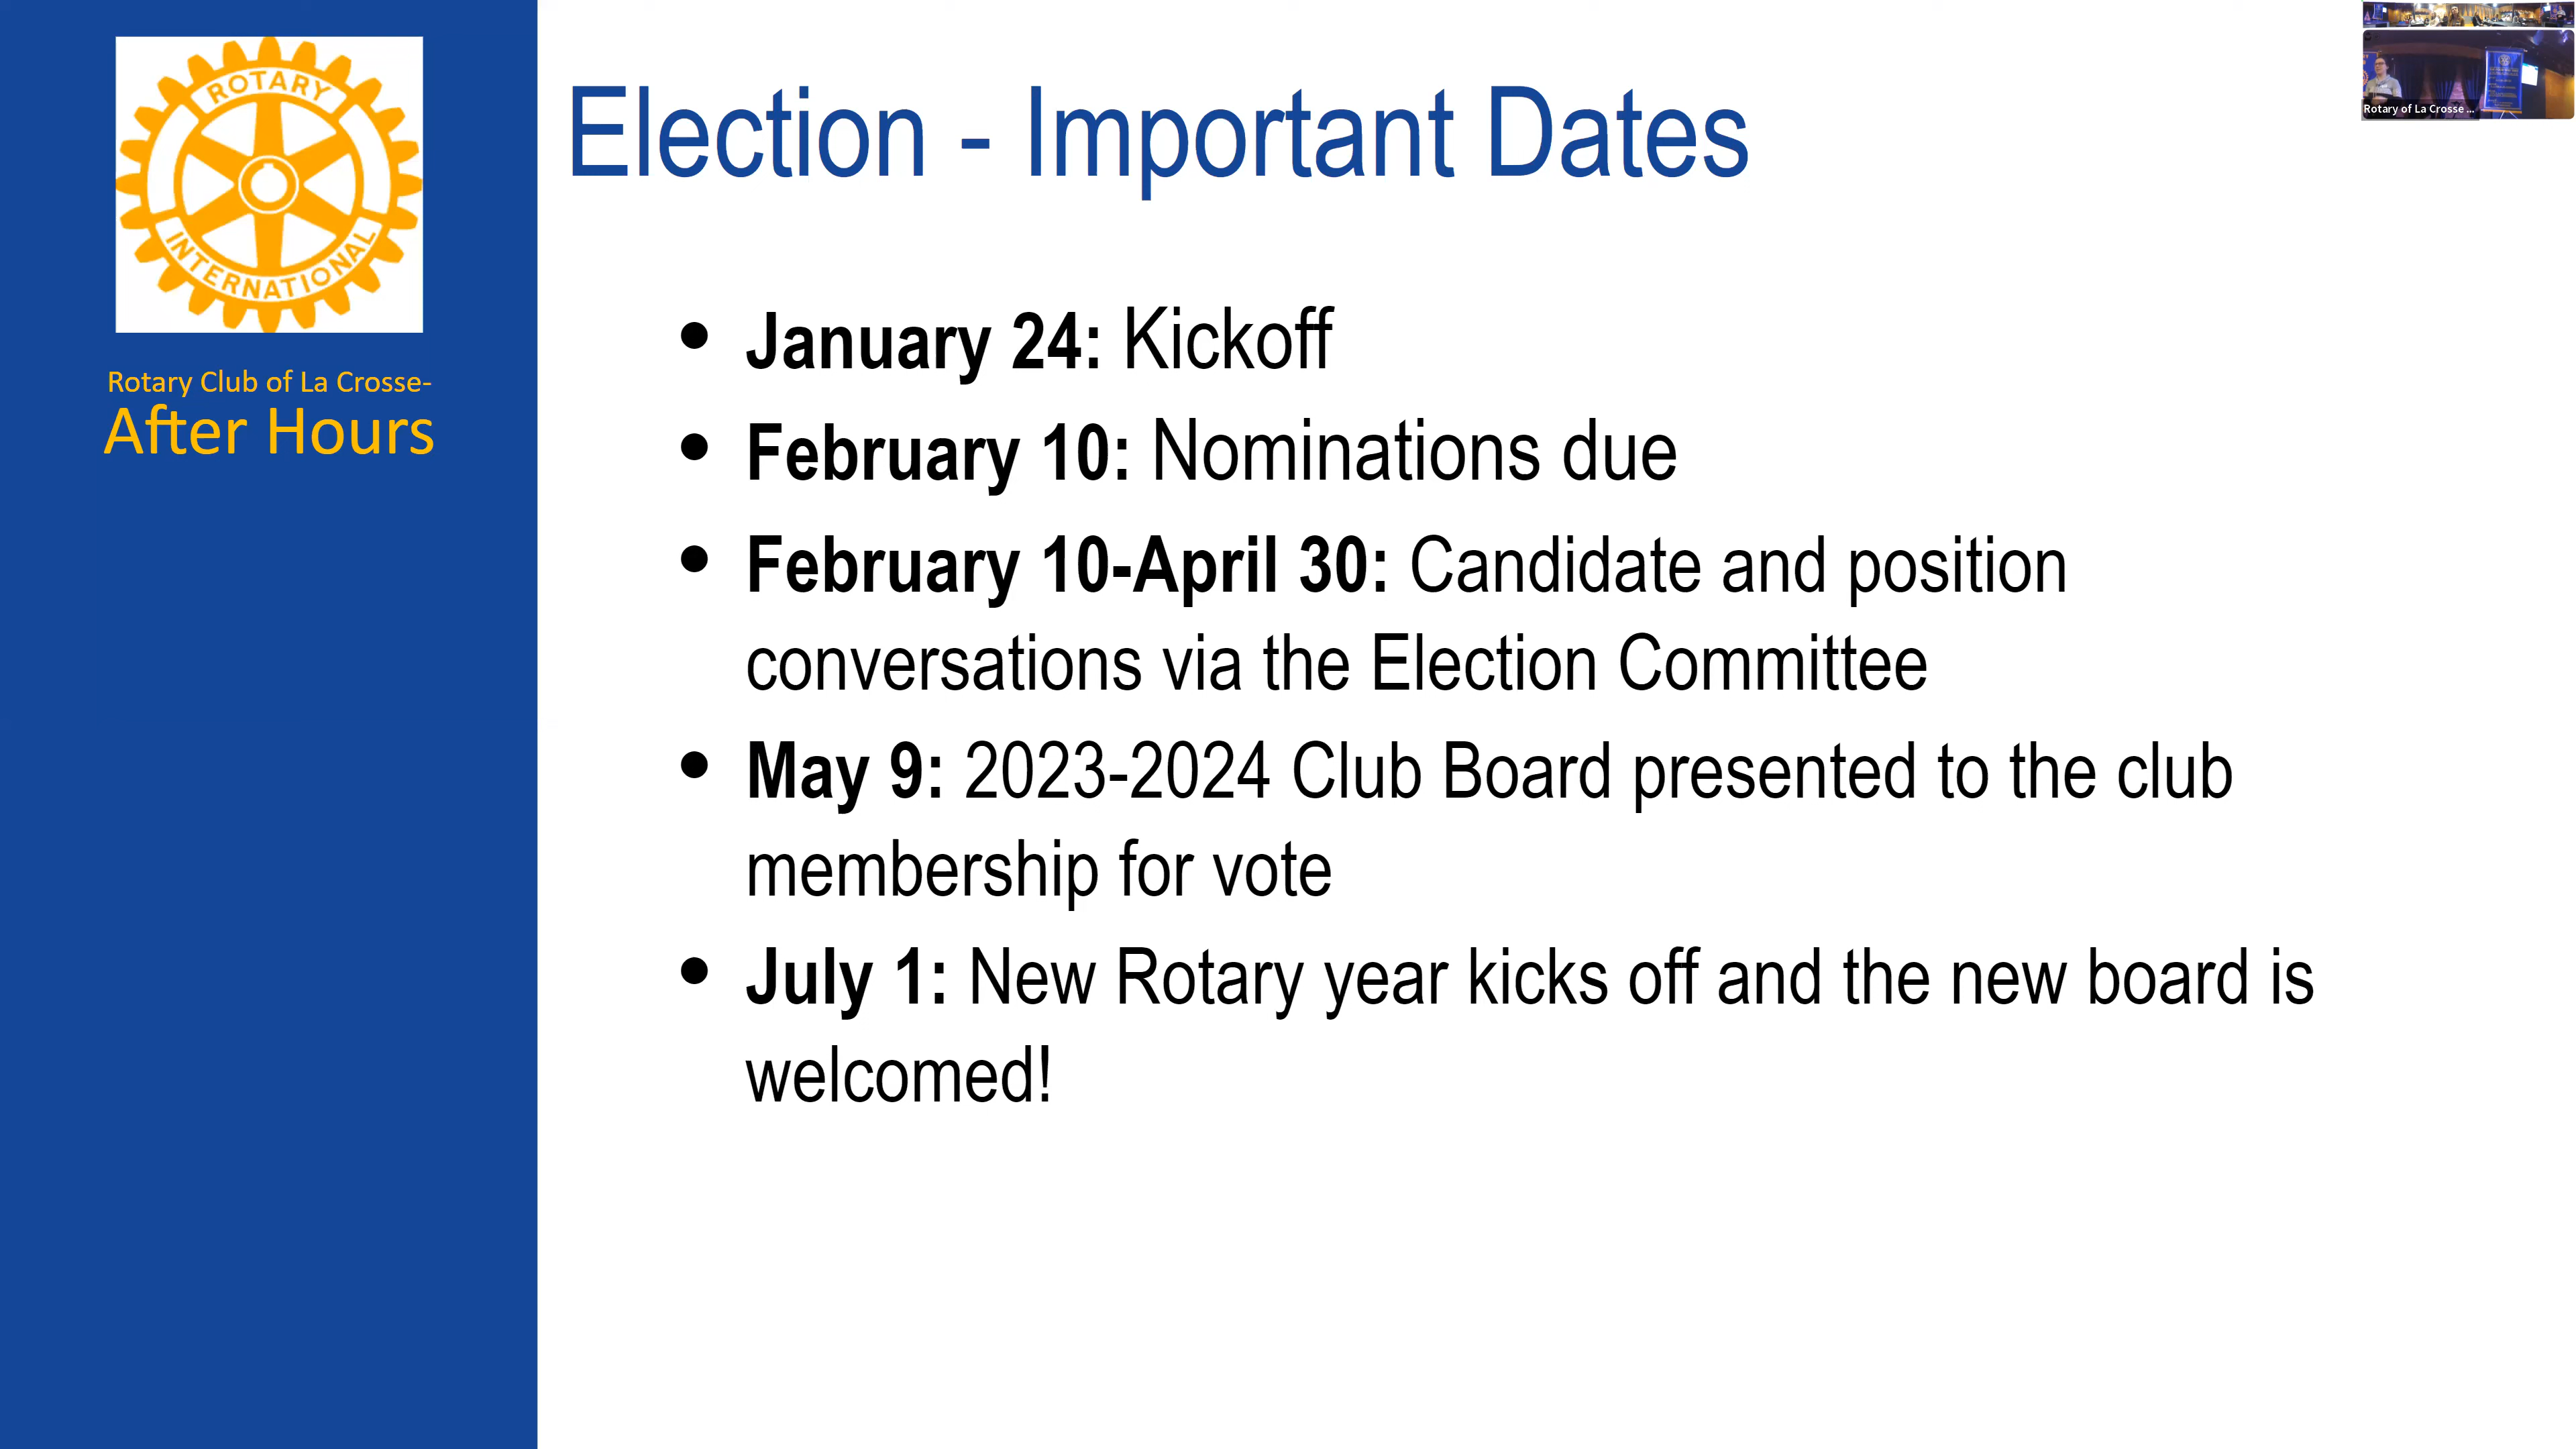 ROTARY
INTERNATIONAL
Rotary Club of La Crosse-
After Hours
Election - Important Dates
• January 24: Kickoff
• February 10: Nominations due
• February 10-April 30: Candidate and position
conversations via the Election Committee
• May 9: 2023-2024 Club Board presented to the club
membership for vote
• July 1: New Rotary year kicks off and the new board is
welcomed!
Rotary of La Crosse ...